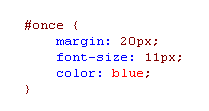 #once {
    margin: 20px;
    font-size: 11px;
    color: blue;
}